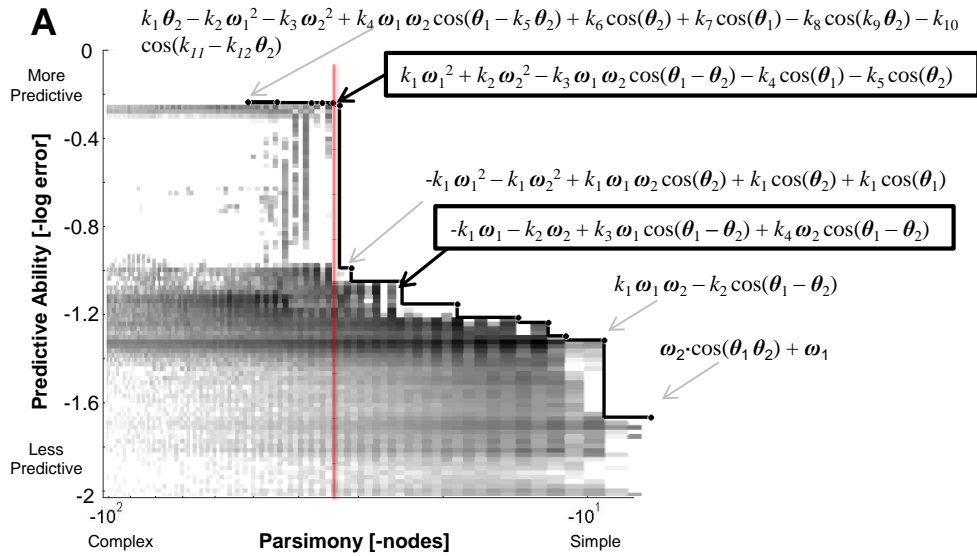 A
k₁ θ₂ − k₂ ω₁² − k₃ ω₂² + k₄ ω₁ ω₂ cos(θ₁ − k₅ θ₂) + k₆ cos(θ₂) + k₇ cos(θ₁) − k₈ cos(k₉ θ₂) − k₁₀
cos(k₁₁ − k₁₂ θ₂)
k₁ ω₁² + k₂ ω₂² − k₃ ω₁ ω₂ cos(θ₁ − θ₂) − k₄ cos(θ₁) − k₅ cos(θ₂)
-k₁ ω₁² − k₁ ω₂² + k₁ ω₁ ω₂ cos(θ₂) + k₁ cos(θ₂) + k₁ cos(θ₁)
-k₁ ω₁ − k₂ ω₂ + k₃ ω₁ cos(θ₁ − θ₂) + k₄ ω₂ cos(θ₁ − θ₂)
k₁ ω₁ ω₂ − k₂ cos(θ₁ − θ₂)
ω₂·cos(θ₁ θ₂) + ω₁
Predictive Ability [-log error]
More
Predictive
Less
Predictive
0
-0.4
-0.8
-1.2
-1.6
-2
-10²
-10¹
Complex
Parsimony [-nodes]
Simple